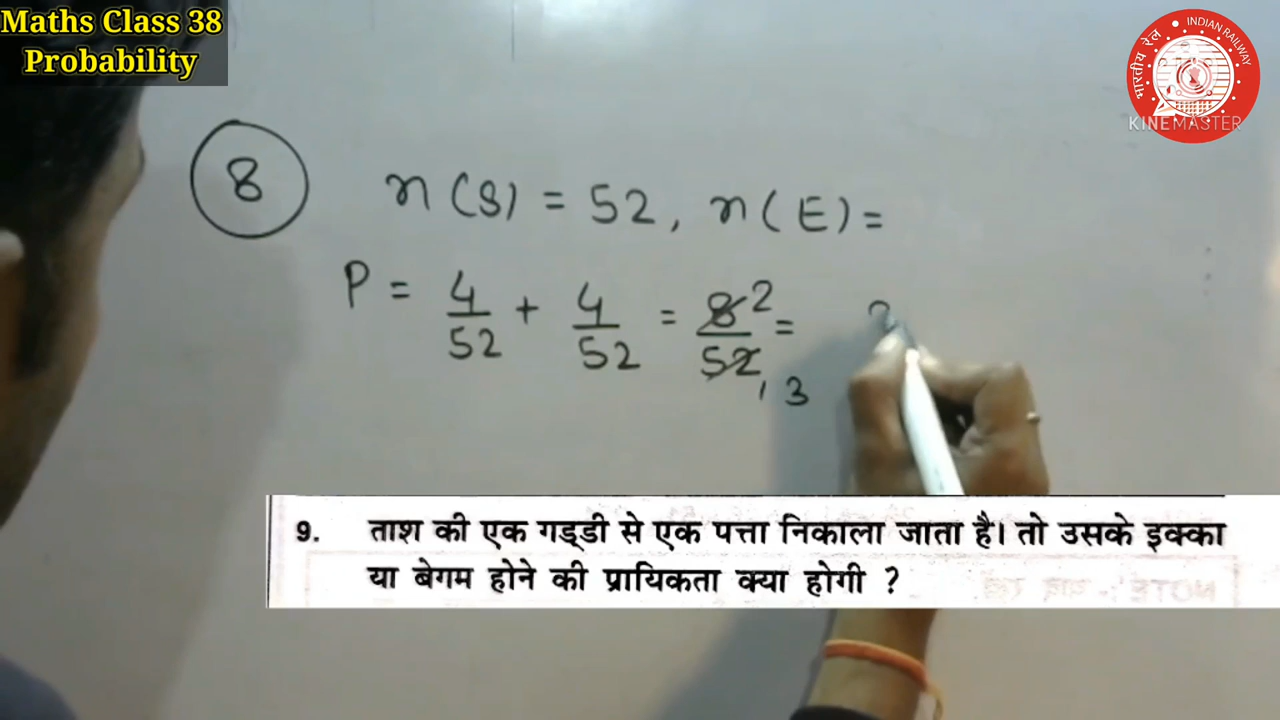 Maths Class 38
Probability
भारतीय रेल INDIAN RAILWAY
KINEMASTER
8 n(S) = 52, n(E) =
P = 4/52 + 4/52 = 8/52 2/13 =
9. ताश की एक गड्डी से एक पत्ता निकाला जाता है। तो उसके इक्का
या बेगम होने की प्रायिकता क्या होगी ?